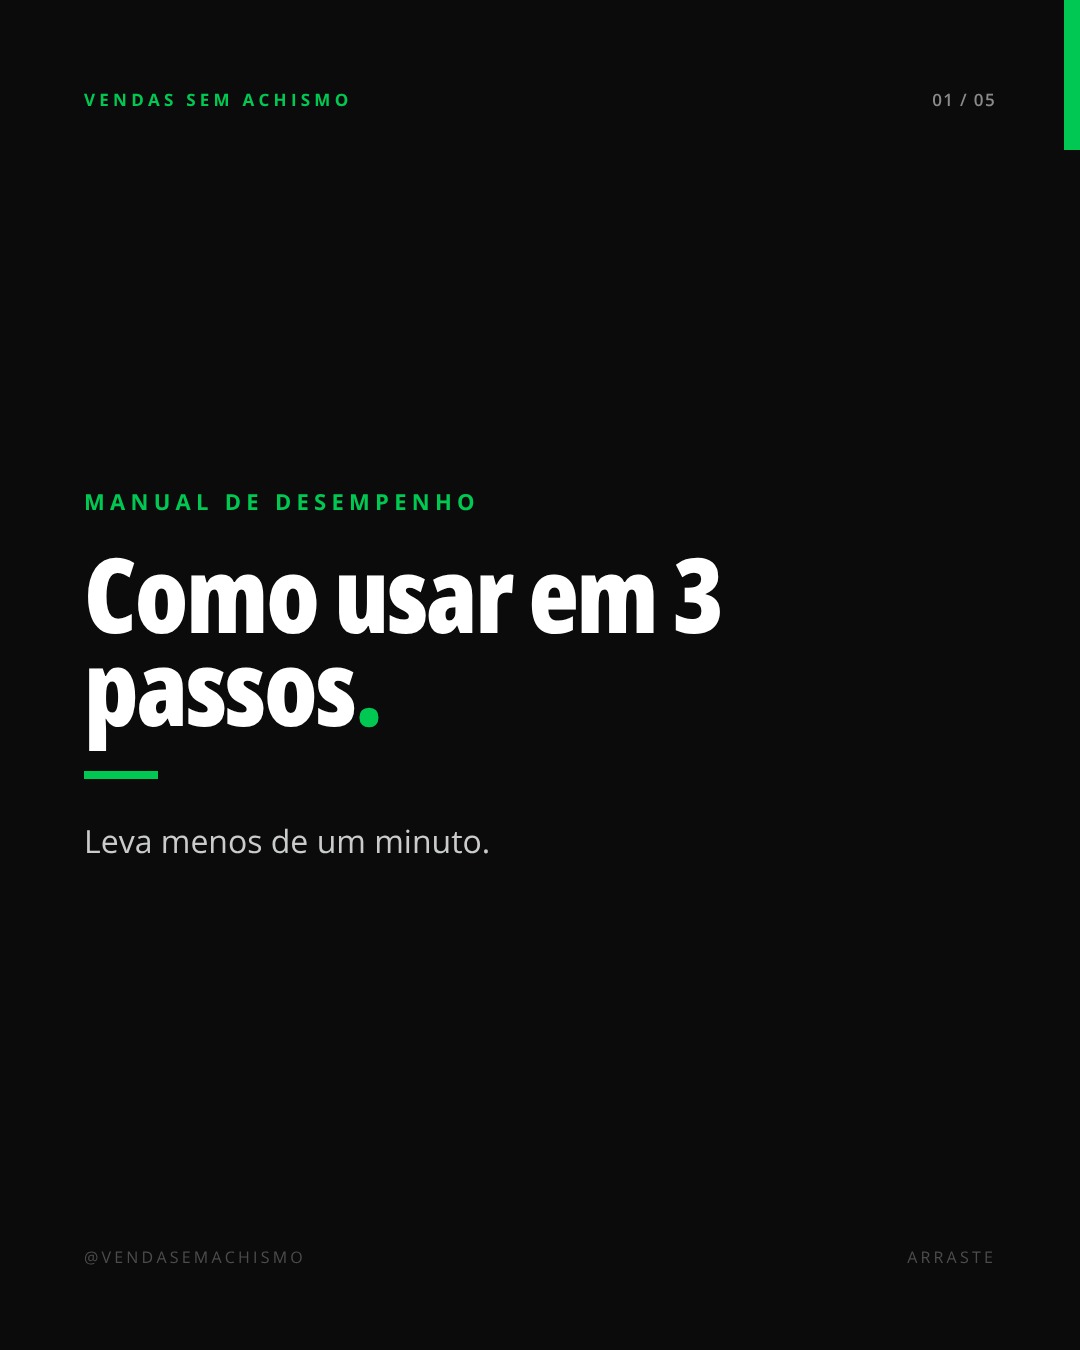 VENDAS SEM ACHISMO
01 / 05
MANUAL DE DESEMPENHO
Como usar em 3
passos.
Leva menos de um minuto.
@VENDASEMACHISMO
ARRASTE